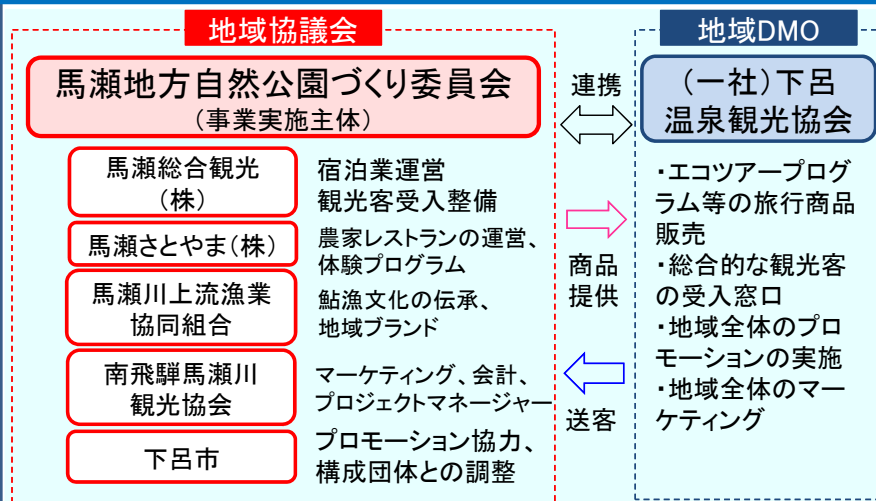 地域協議会
馬瀬地方自然公園づくり委員会
(事業実施主体)
馬瀬総合観光
(株)
宿泊業運営
観光客受入整備
馬瀬さとやま(株)
農家レストランの運営、
体験プログラム
馬瀬川上流漁業
協同組合
鮎漁文化の伝承、
地域ブランド
南飛騨馬瀬川
観光協会
マーケティング、会計、
プロジェクトマネージャー
下呂市
プロモーション協力、
構成団体との調整
連携
商品
提供
送客
地域DMO
(一社)下呂
温泉観光協会
・エコツアープログ
ラム等の旅行商品
販売
・総合的な観光客
の受入窓口
・地域全体のプロ
モーションの実施
・地域全体のマー
ケティング